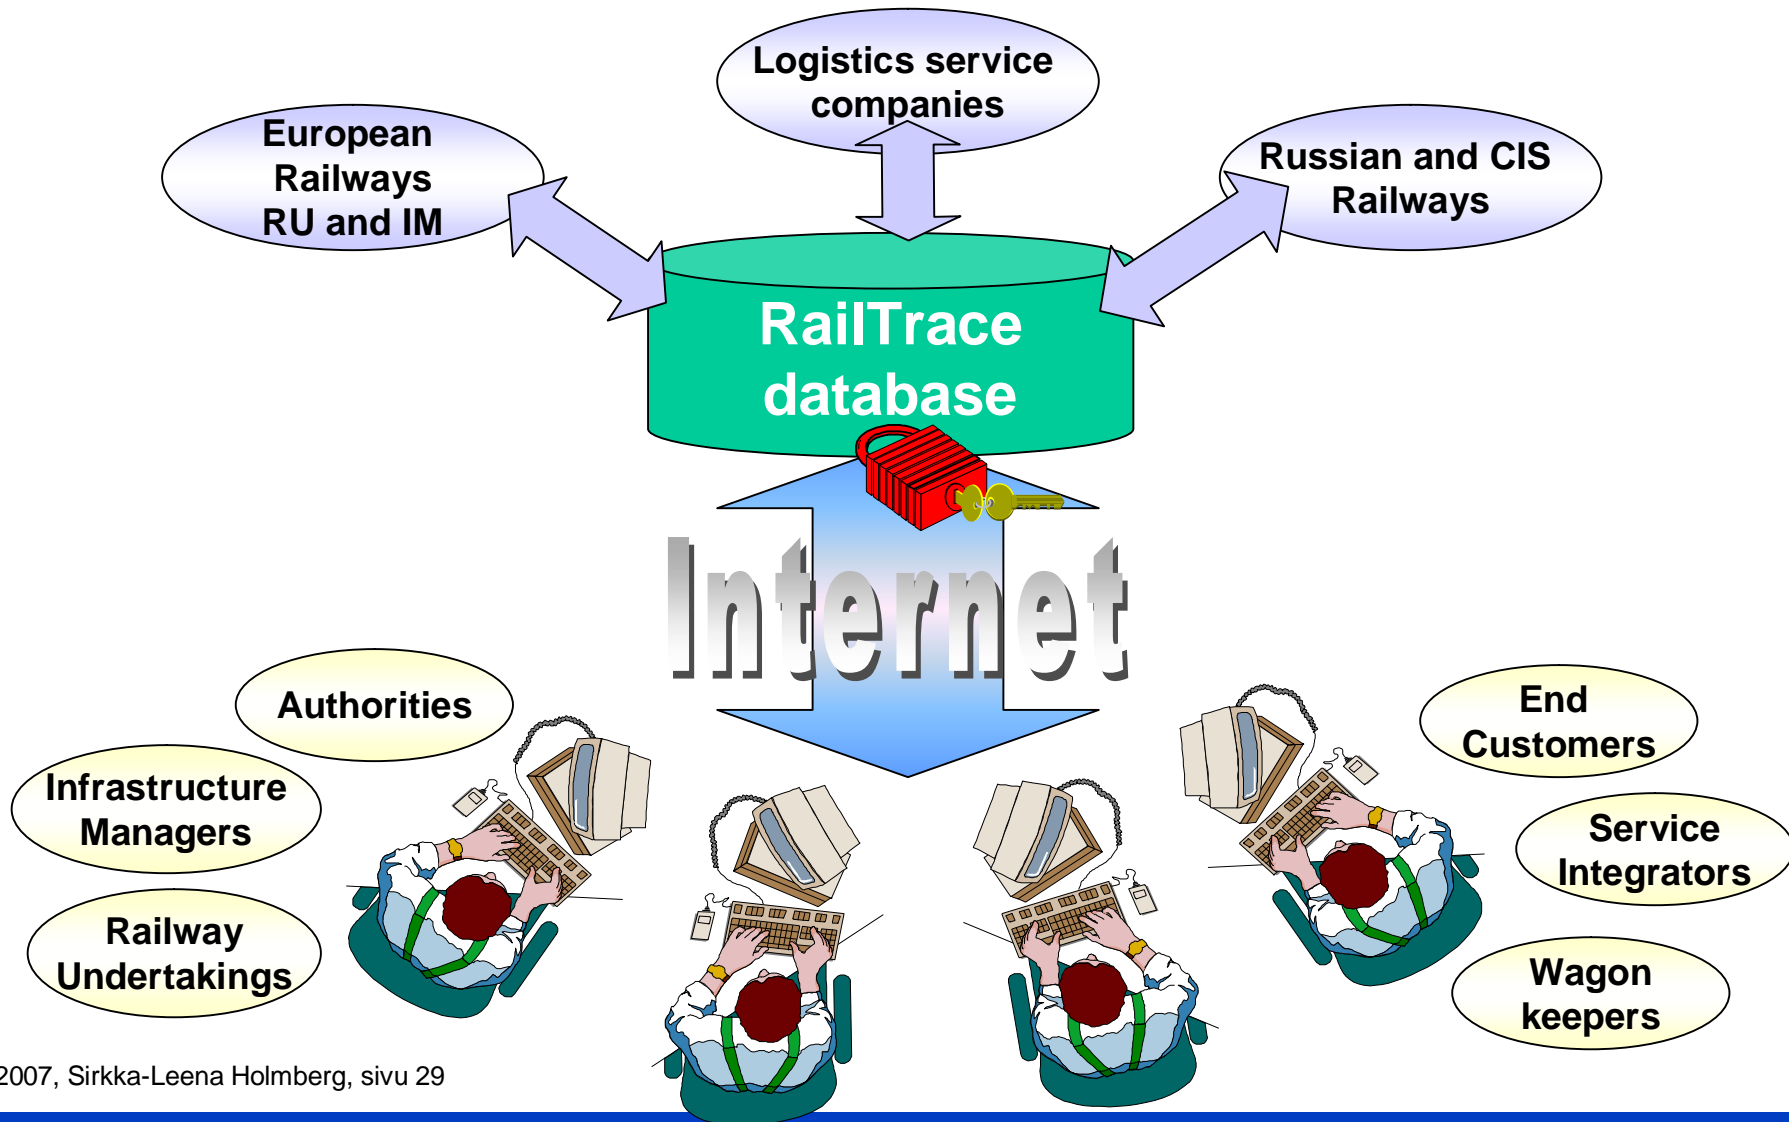 Logistics service
companies
European
Railways
RU and IM
Russian and CIS
Railways
RailTrace
database
Internet
Authorities
Infrastructure
Managers
Railway
Undertakings
End
Customers
Service
Integrators
Wagon
keepers
2007, Sirkka-Leena Holmberg, sivu 29